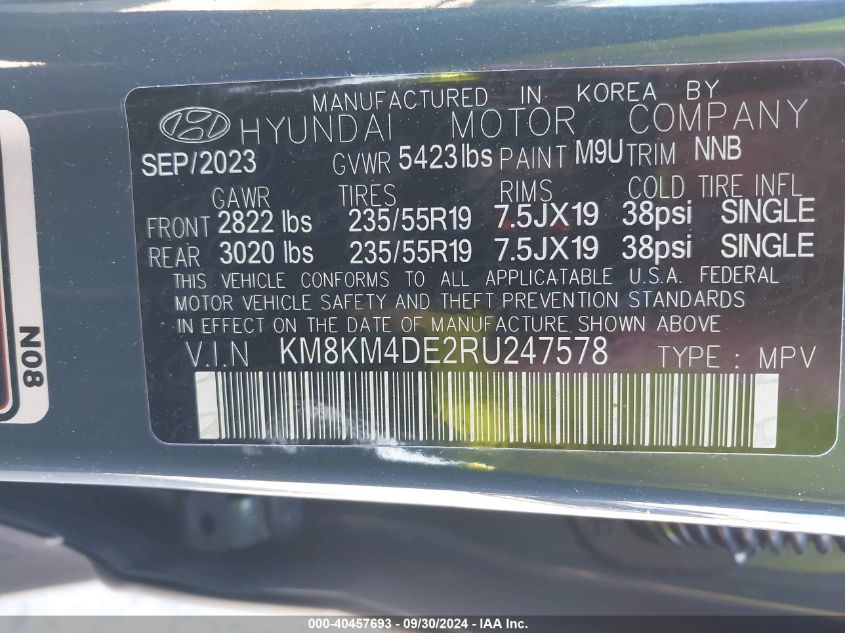 MANUFACTURED IN KOREA BY
HYUNDAI MOTOR COMPANY
SEP/2023 GVWR 5423lbs PAINT M9U TRIM NNB
GAWR TIRES RIMS COLD TIRE INFL
FRONT 2822 lbs 235/55R19 7.5JX19 38psi SINGLE
REAR 3020 lbs 235/55R19 7.5JX19 38psi SINGLE
THIS VEHICLE CONFORMS TO ALL APPLICATABLE U.S.A. FEDERAL
MOTOR VEHICLE SAFETY AND THEFT PREVENTION STANDARDS
IN EFFECT ON THE DATE OF MANUFACTURE SHOWN ABOVE
V.I.N KM8KM4DE2RU247578 TYPE : MPV
N08
000-40457693 - 09/30/2024 - IAA Inc.